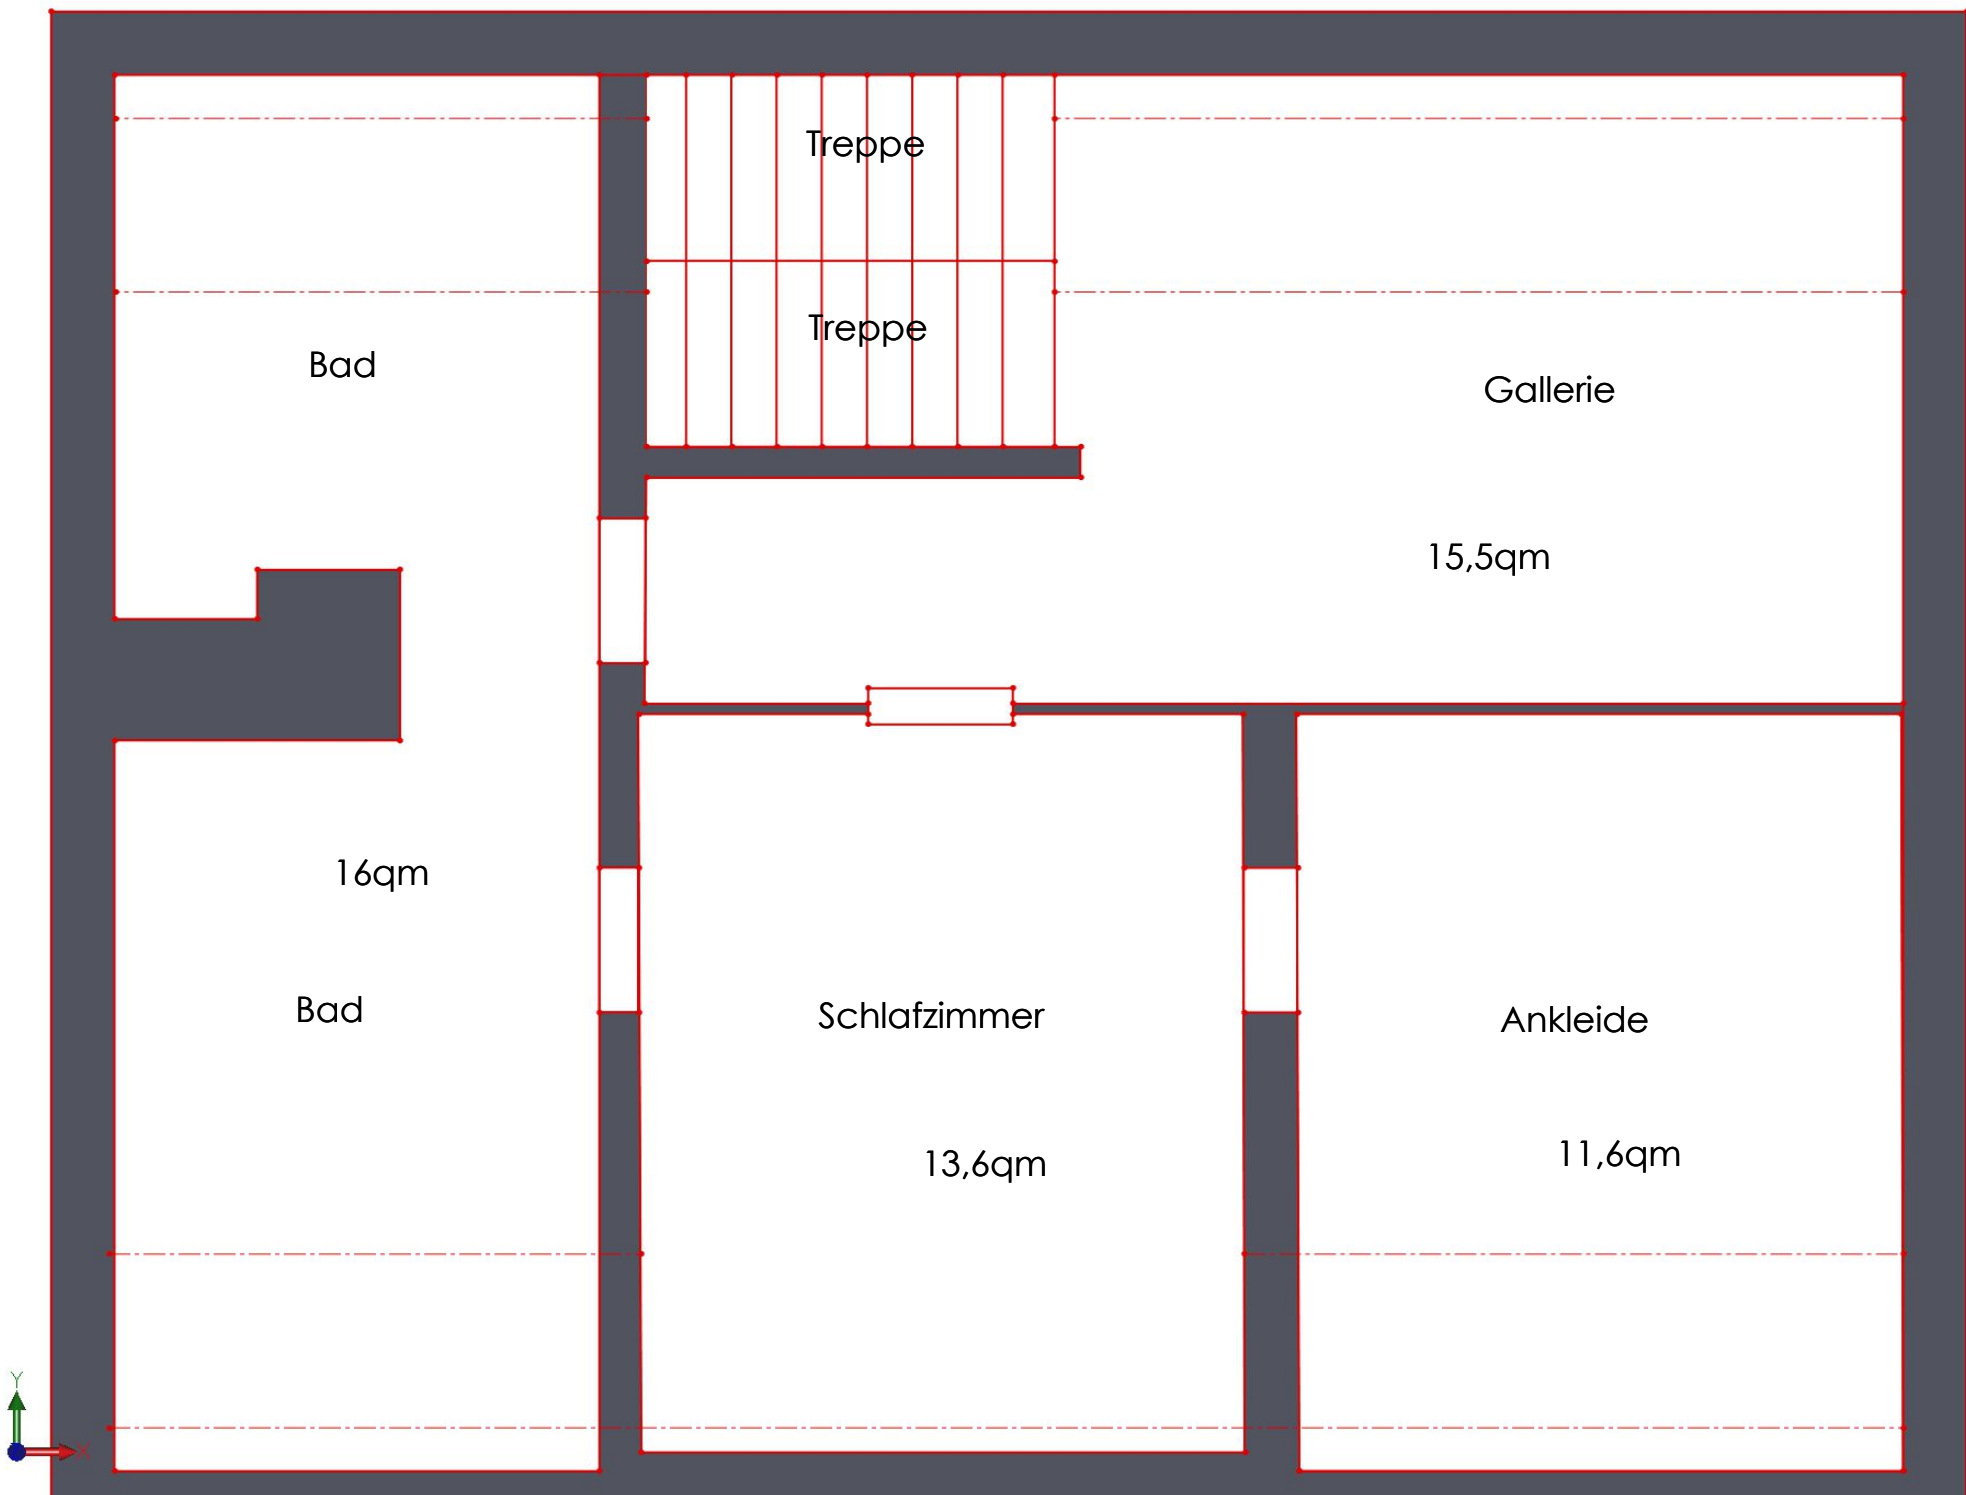 Treppe
Treppe
Bad
Gallerie
15,5qm
16qm
Bad
Schlafzimmer
Ankleide
13,6qm
11,6qm
Y
X